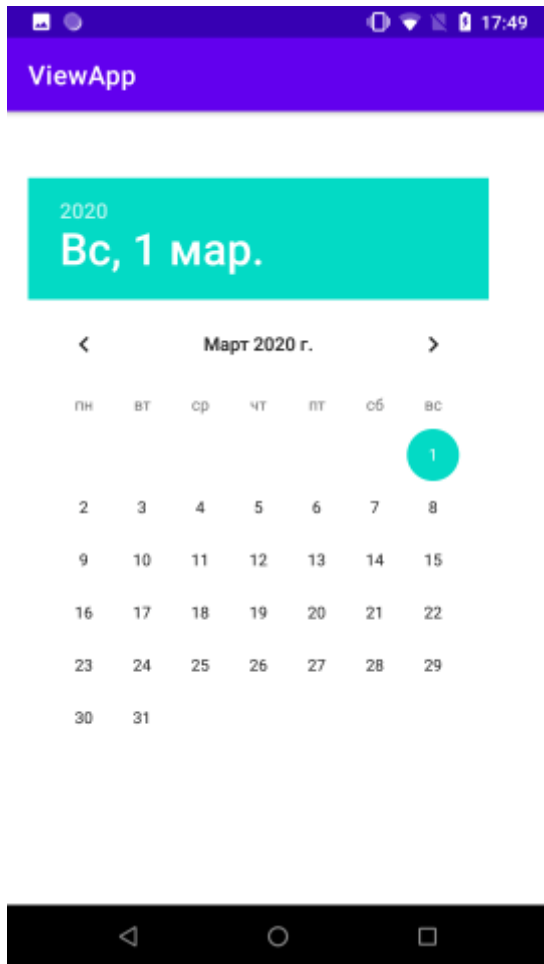 17:49
ViewApp
2020
Вс, 1 мар.
Март 2020 г.
пн вт ср чт пт сб вс
1
2 3 4 5 6 7 8
9 10 11 12 13 14 15
16 17 18 19 20 21 22
23 24 25 26 27 28 29
30 31